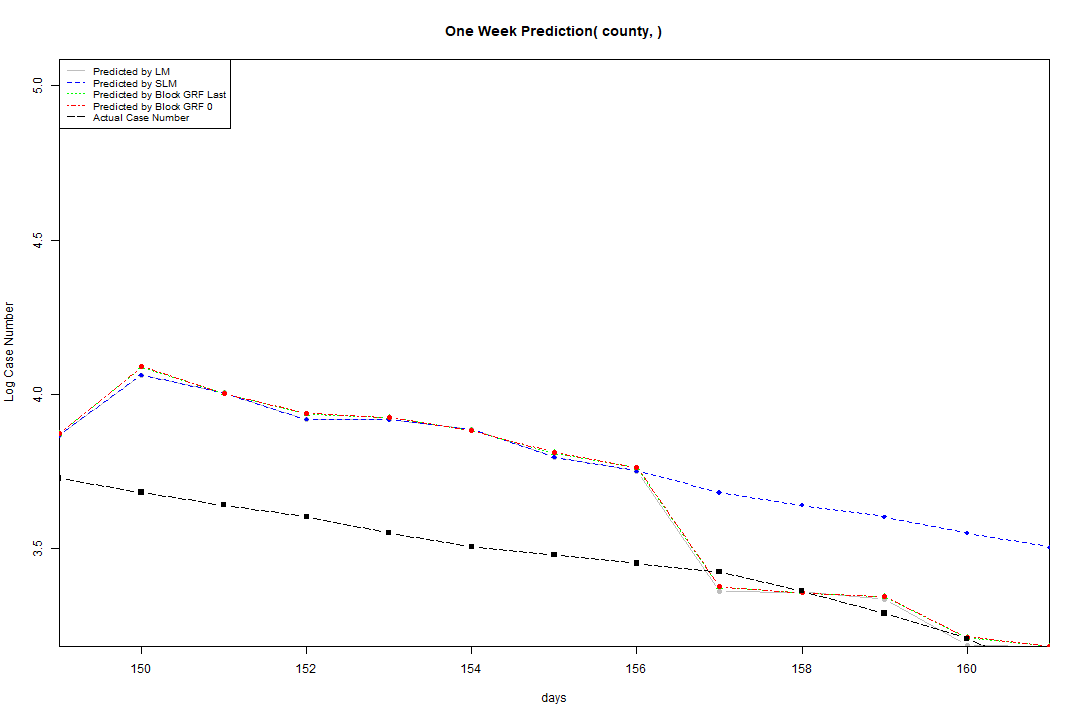 One Week Prediction( county, )
Predicted by LM
Predicted by SLM
Predicted by Block GRF Last
Predicted by Block GRF 0
Actual Case Number
5.0
4.5
4.0
3.5
Log Case Number
150 152 154 156 158 160
days